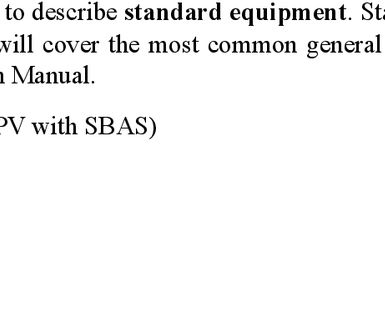 to describe standard equipment. Sta
will cover the most common general
n Manual.
PV with SBAS)